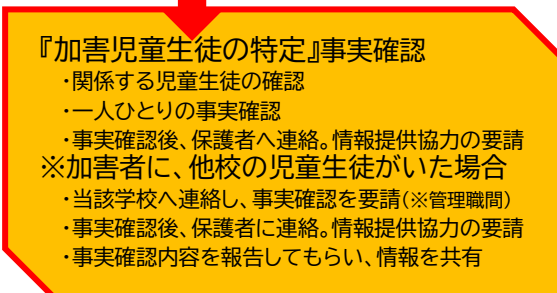 『加害児童生徒の特定』事実確認
・関係する児童生徒の確認
・一人ひとりの事実確認
・事実確認後、保護者へ連絡。情報提供協力の要請
※加害者に、他校の児童生徒がいた場合
・当該学校へ連絡し、事実確認を要請(※管理職間)
・事実確認後、保護者に連絡。情報提供協力の要請
・事実確認内容を報告してもらい、情報を共有